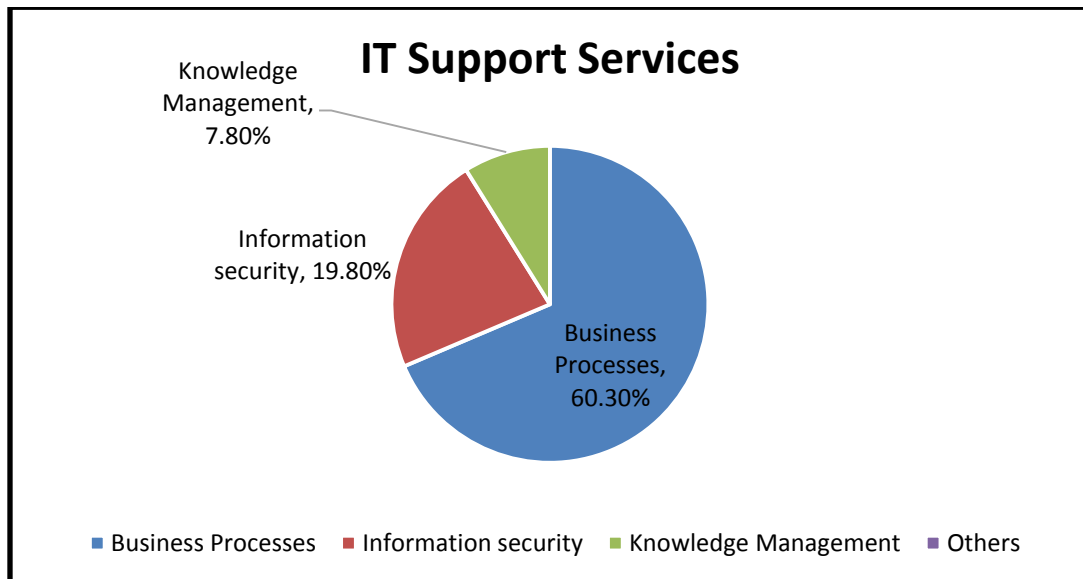 IT Support Services
Knowledge
Management,
7.80%
Information
security, 19.80%
Business
Processes,
60.30%
Business Processes Information security Knowledge Management Others